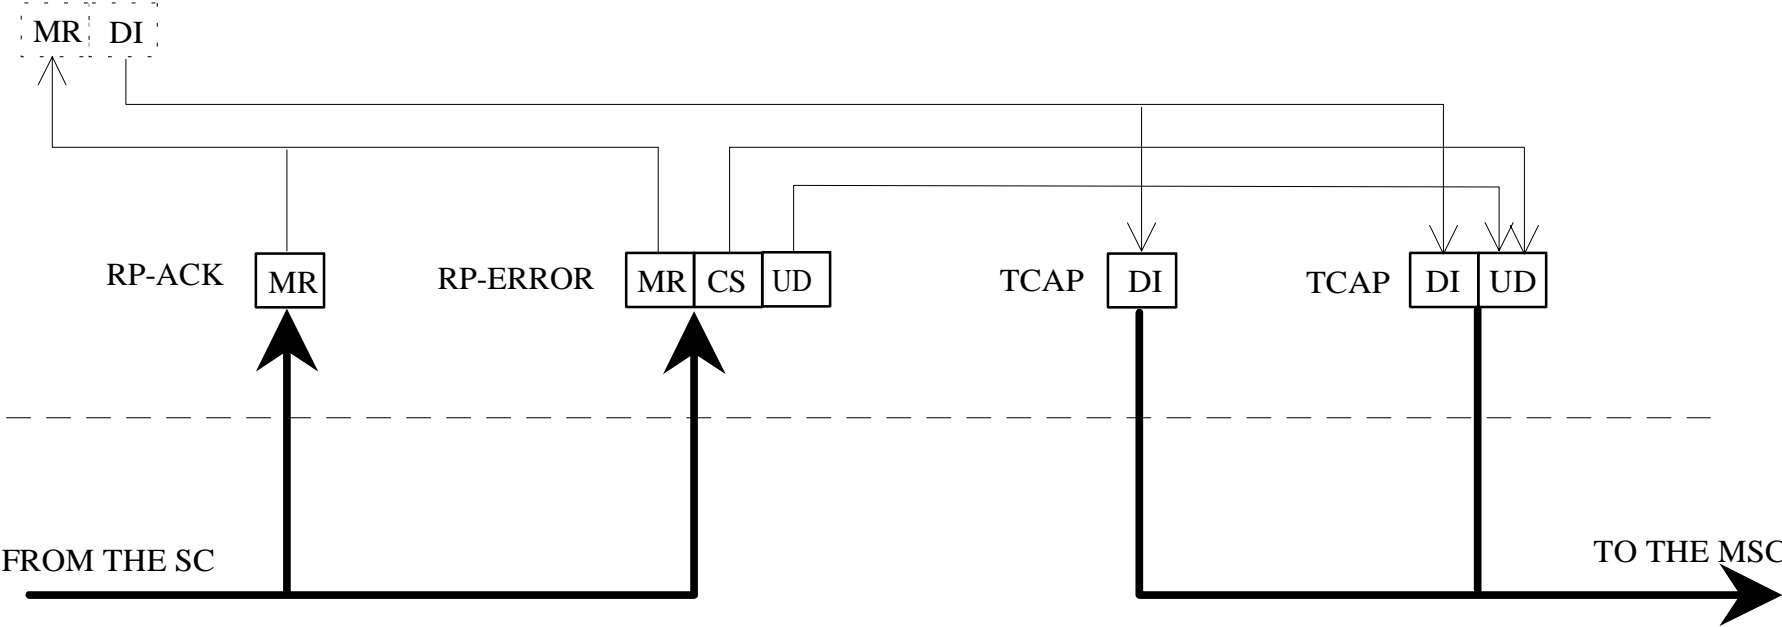 MR DI
RP-ACK MR RP-ERROR MR CS UD TCAP DI TCAP DI UD
FROM THE SC TO THE MSC